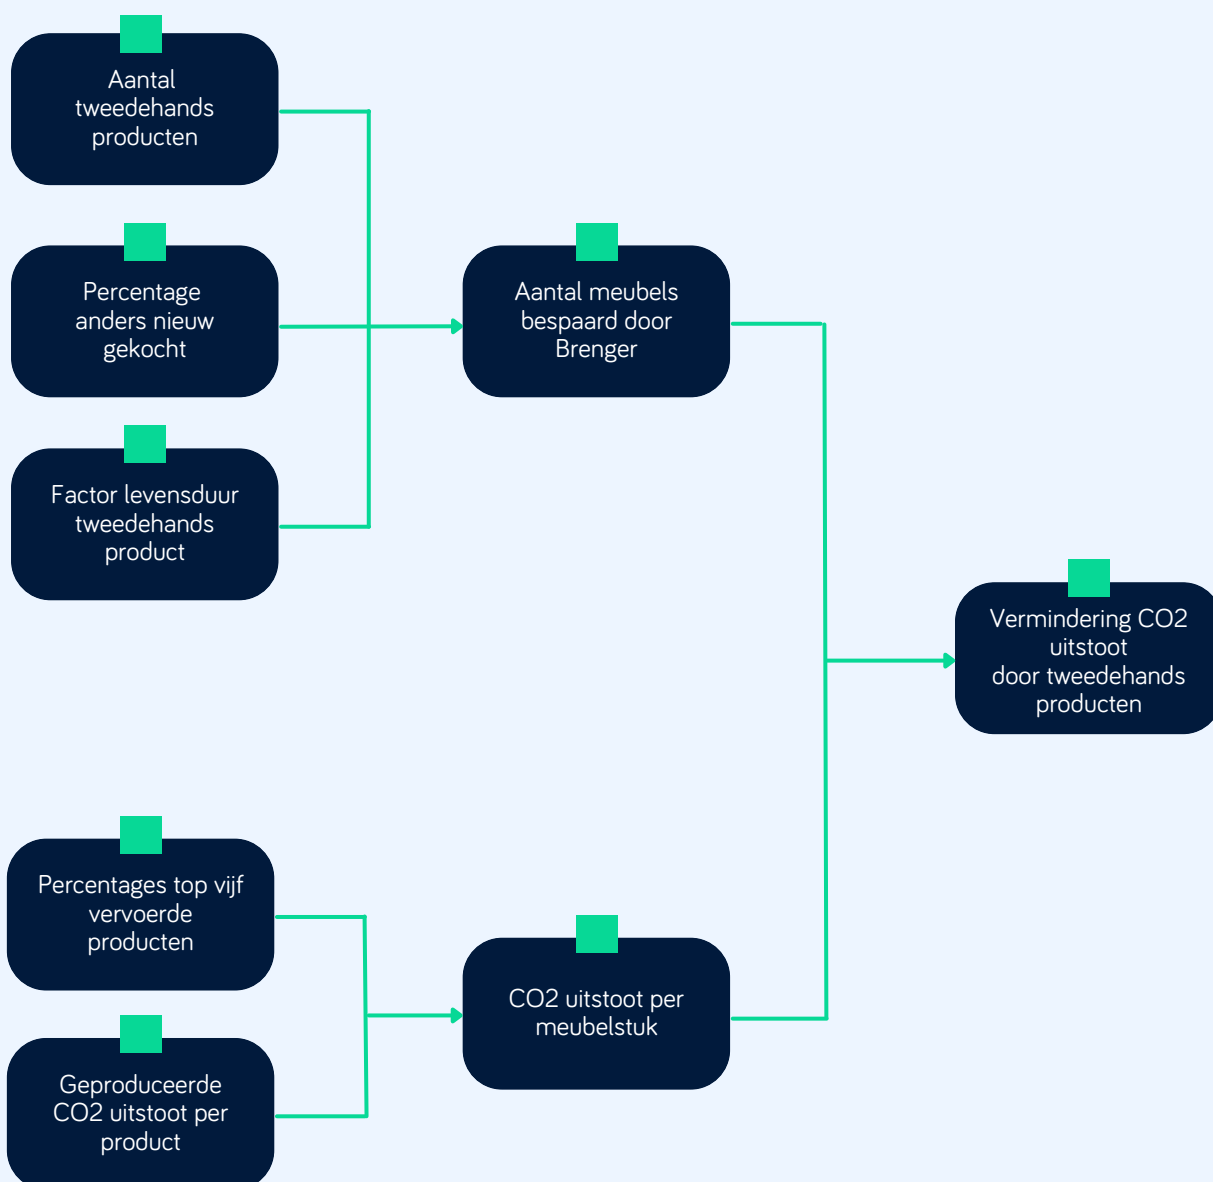 Aantal
tweedehands
producten
Percentage
anders nieuw
gekocht
Factor levensduur
tweedehands
product
Aantal meubels
bespaard door
Brenger
Vermindering CO2
uitstoot
door tweedehands
producten
Percentages top vijf
vervoerde
producten
Geproduceerde
CO2 uitstoot per
product
CO2 uitstoot per
meubelstuk